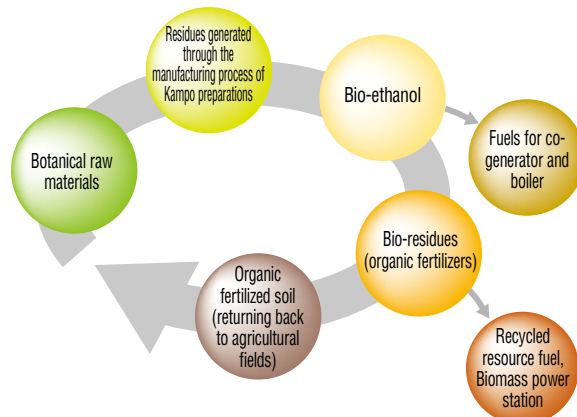 Residues generated
through the
manufacturing process of
Kampo preparations
Bio-ethanol
Fuels for co-
generator and
boiler
Botanical raw
materials
Bio-residues
(organic fertilizers)
Organic
fertilized soil
(returning back
to agricultural
fields)
Recycled
resource fuel,
Biomass power
station